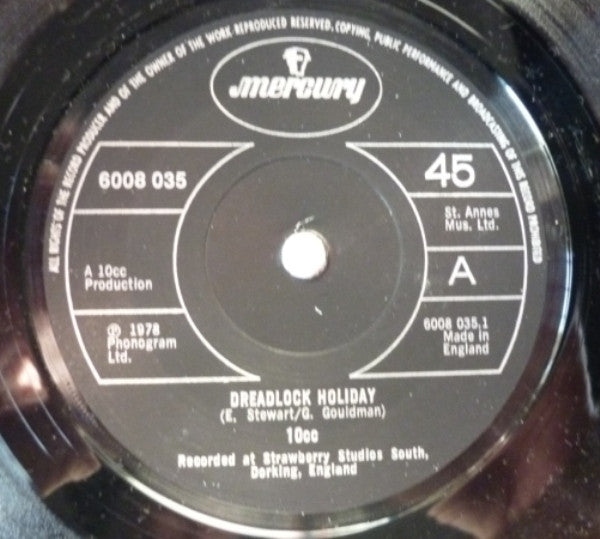 ALL RIGHTS OF THE RECORD PRODUCER AND OF THE OWNER OF THE WORK REPRODUCED RESERVED, COPYING, PUBLIC PERFORMANCE AND BROADCASTING OF THIS RECORD PROHIBITED
mercury
6008 035
45
St. Annes
Mus. Ltd.
A 10cc
Production
A
℗ 1978
Phonogram
Ltd.
6008 035.1
Made in
England
DREADLOCK HOLIDAY
(E. Stewart/G. Gouldman)
10cc
Recorded at Strawberry Studios South,
Dorking, England